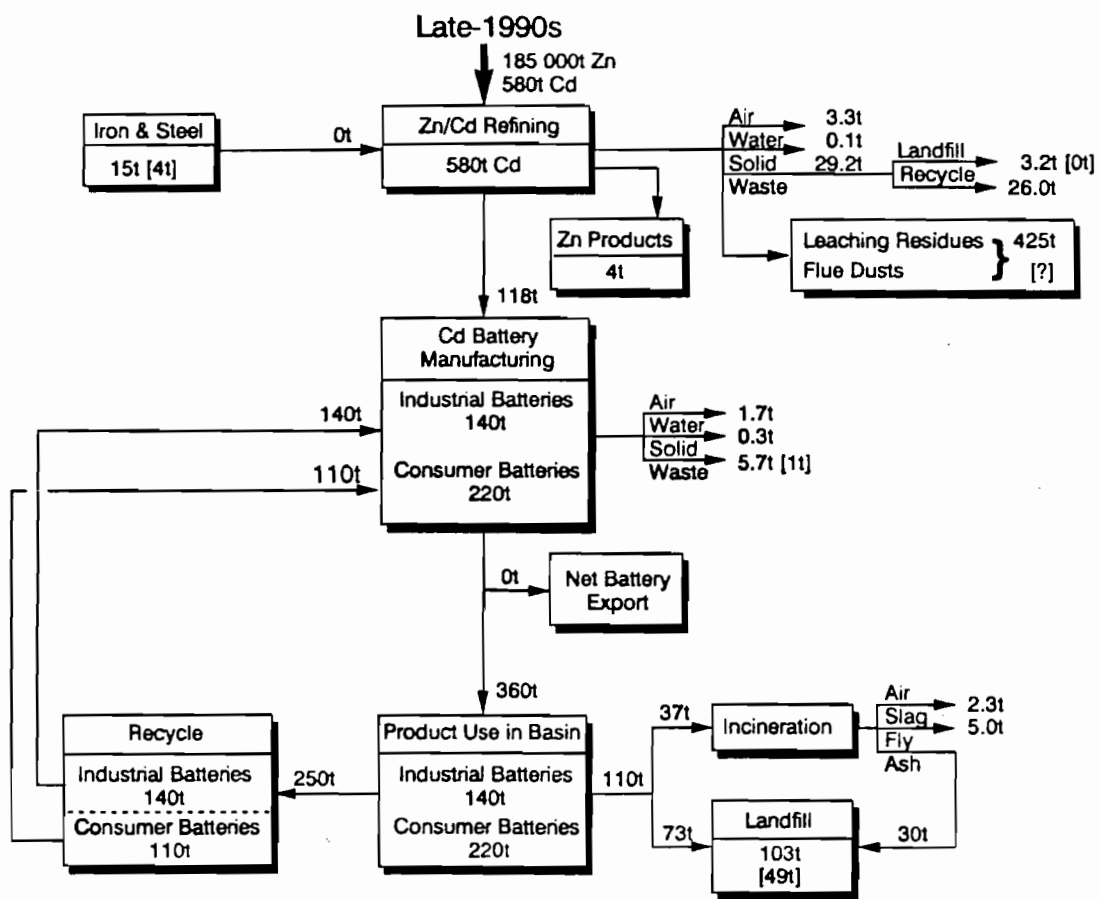 Late-1990s
185 000t Zn
580t Cd
Iron & Steel
15t [4t]
0t
Zn/Cd Refining
580t Cd
Air
3.3t
Water
0.1t
Solid
29.2t
Waste
Landfill
3.2t [0t]
Recycle
26.0t
Zn Products
4t
Leaching Residues
Flue Dusts
} 425t
[?]
118t
Cd Battery
Manufacturing
Industrial Batteries
140t
Consumer Batteries
220t
140t
110t
Air
1.7t
Water
0.3t
Solid
Waste
5.7t [1t]
0t
Net Battery
Export
360t
Recycle
Industrial Batteries
140t
Consumer Batteries
110t
250t
Product Use in Basin
Industrial Batteries
140t
Consumer Batteries
220t
110t
37t
Incineration
Air
2.3t
Slag
5.0t
Fly
Ash
73t
Landfill
103t
[49t]
30t